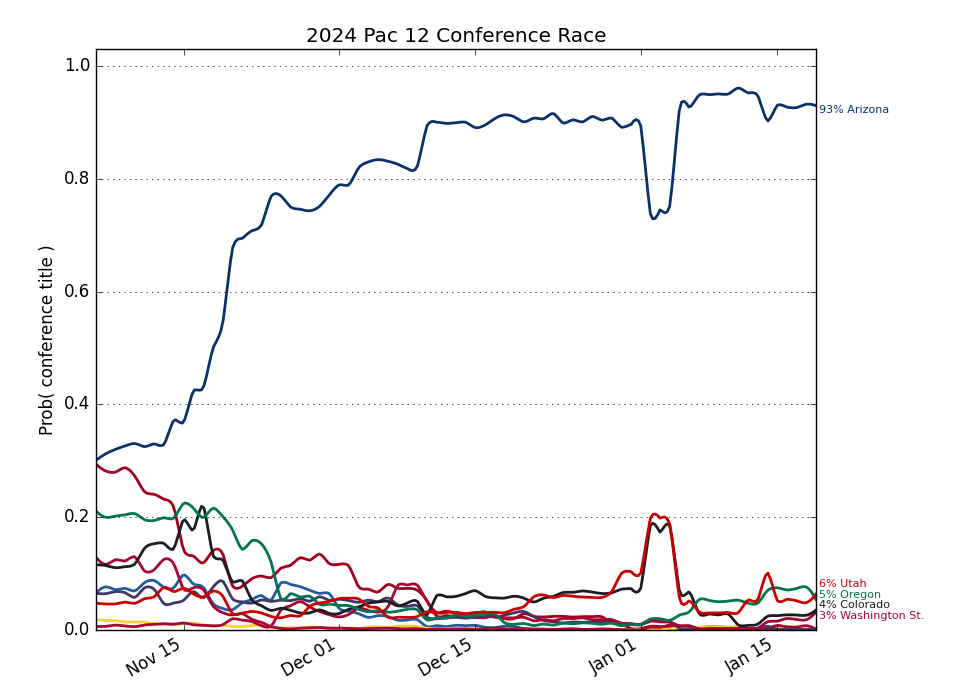 2024 Pac 12 Conference Race
Prob( conference title )
1.0
0.8
0.6
0.4
0.2
0.0
Nov 15
Dec 01
Dec 15
Jan 01
Jan 15
93% Arizona
6% Utah
5% Oregon
4% Colorado
3% Washington St.